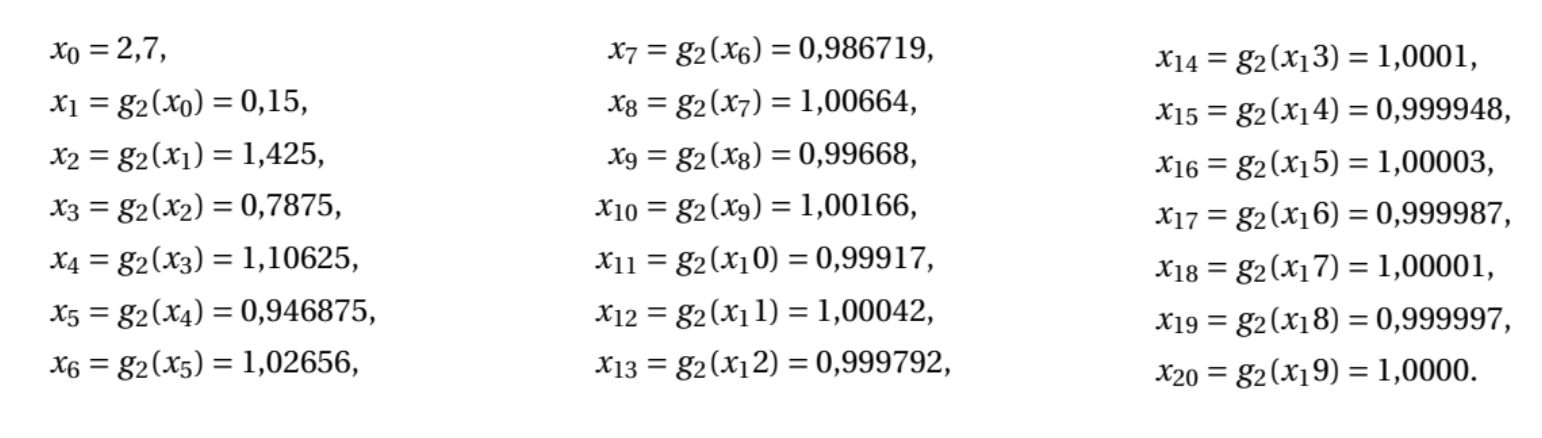 x₀ = 2,7,
x₁ = g₂(x₀) = 0,15,
x₂ = g₂(x₁) = 1,425,
x₃ = g₂(x₂) = 0,7875,
x₄ = g₂(x₃) = 1,10625,
x₅ = g₂(x₄) = 0,946875,
x₆ = g₂(x₅) = 1,02656,
x₇ = g₂(x₆) = 0,986719,
x₈ = g₂(x₇) = 1,00664,
x₉ = g₂(x₈) = 0,99668,
x₁₀ = g₂(x₉) = 1,00166,
x₁₁ = g₂(x₁0) = 0,99917,
x₁₂ = g₂(x₁1) = 1,00042,
x₁₃ = g₂(x₁2) = 0,999792,
x₁₄ = g₂(x₁3) = 1,0001,
x₁₅ = g₂(x₁4) = 0,999948,
x₁₆ = g₂(x₁5) = 1,00003,
x₁₇ = g₂(x₁6) = 0,999987,
x₁₈ = g₂(x₁7) = 1,00001,
x₁₉ = g₂(x₁8) = 0,999997,
x₂₀ = g₂(x₁9) = 1,0000.